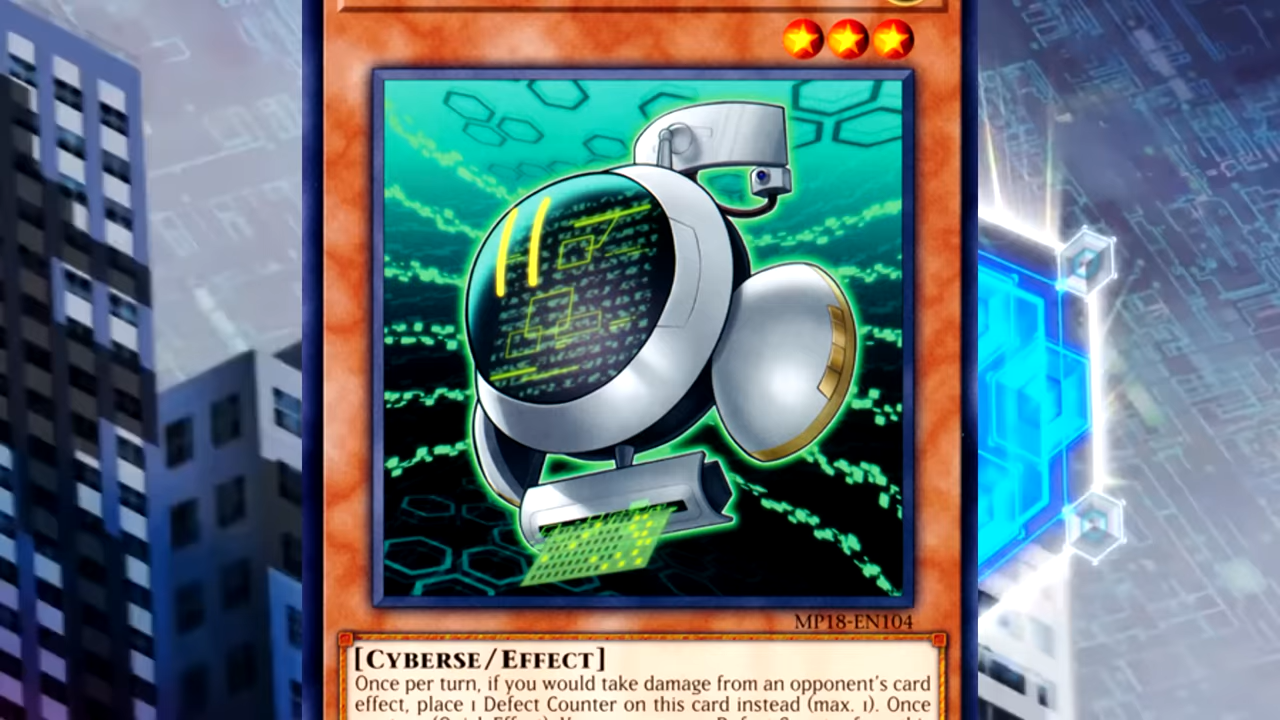 MP18-EN104
[CYBERSE/EFFECT]
Once per turn, if you would take damage from an opponent's card
effect, place 1 Defect Counter on this card instead (max. 1). Once